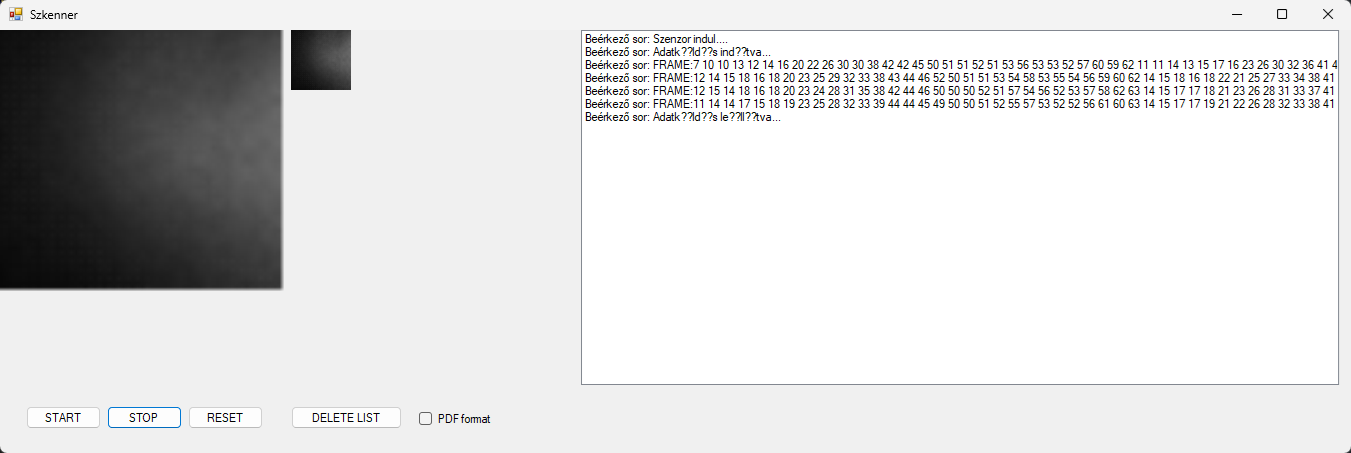 Szkenner
Beérkező sor: Szenzor indul....
Beérkező sor: Adatk??ld??s ind??tva...
Beérkező sor: FRAME:7 10 10 13 12 14 16 20 22 26 30 30 38 42 42 45 50 51 51 52 51 53 56 53 53 52 57 60 59 62 11 11 14 13 15 17 16 23 26 30 32 36 41 4
Beérkező sor: FRAME:12 14 15 18 16 18 20 23 25 29 32 33 38 43 44 46 52 50 51 51 53 54 58 53 55 54 56 59 60 62 14 15 18 16 18 22 21 25 27 33 34 38 41
Beérkező sor: FRAME:12 15 14 18 16 18 20 23 24 28 31 35 38 42 44 46 50 50 50 52 51 57 54 56 52 53 57 58 62 63 14 15 17 17 18 21 23 26 28 31 33 37 41
Beérkező sor: FRAME:11 14 14 17 15 18 19 23 25 28 32 33 39 44 44 45 49 50 50 51 52 55 57 53 52 52 56 61 60 63 14 15 17 17 19 21 22 26 28 32 33 38 41
Beérkező sor: Adatk??ld??s le??ll??tva...
START STOP RESET DELETE LIST PDF format